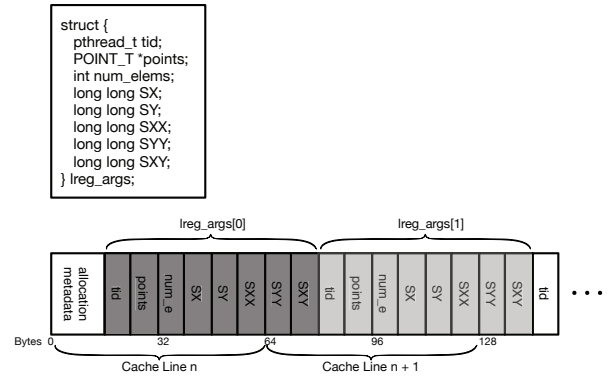 struct {
pthread_t tid;
POINT_T *points;
int num_elems;
long long SX;
long long SY;
long long SXX;
long long SYY;
long long SXY;
} lreg_args;
lreg_args[0]
lreg_args[1]
allocation
metadata
tid
points
num_e
SX
SY
SXX
SYY
SXY
tid
points
num_e
SX
SY
SXX
SYY
SXY
tid
• • •
Bytes 0
32
64
96
128
Cache Line n
Cache Line n + 1